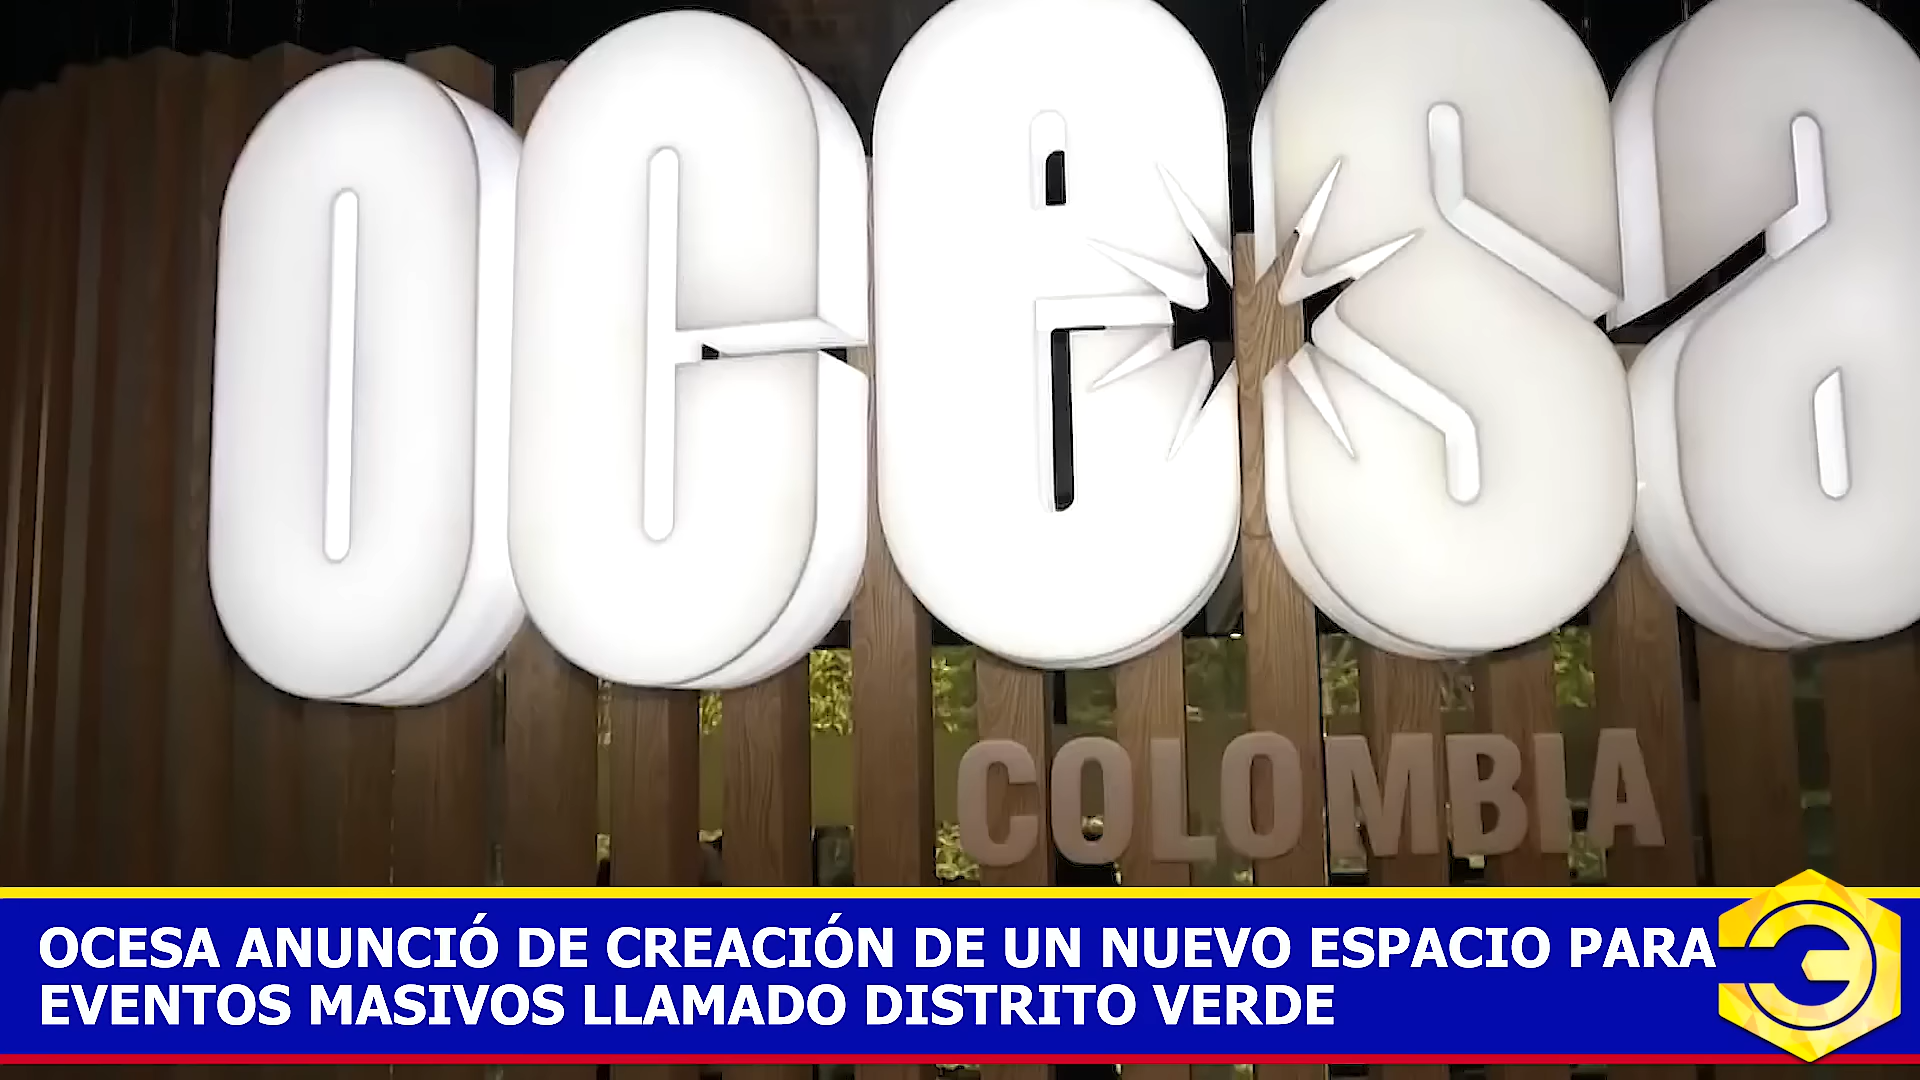 ocesa
COLOMBIA
OCESA ANUNCIÓ DE CREACIÓN DE UN NUEVO ESPACIO PARA
EVENTOS MASIVOS LLAMADO DISTRITO VERDE